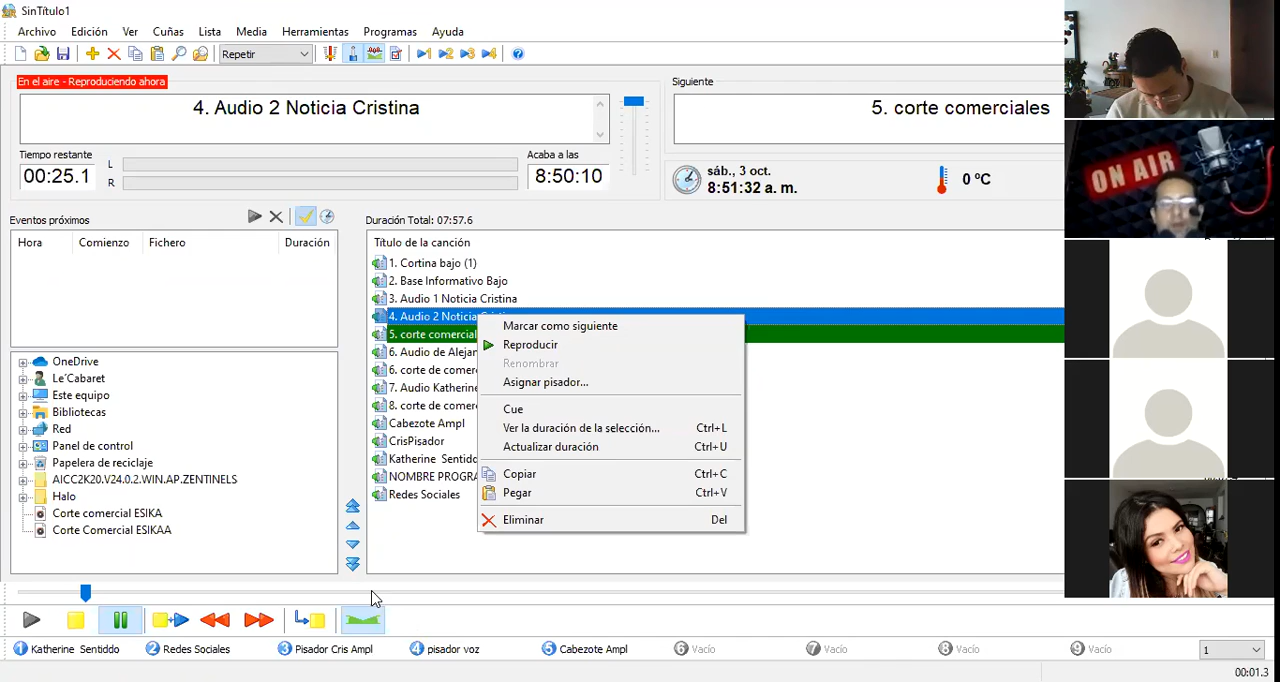 SinTítulo1
Archivo Edición Ver Cuñas Lista Media Herramientas Programas Ayuda
Repetir 1 2 3 4
En el aire - Reproduciendo ahora
Siguiente
4. Audio 2 Noticia Cristina
5. corte comerciales
Tiempo restante
L
R
Acaba a las
00:25.1
8:50:10
sáb., 3 oct.
8:51:32 a. m.
0 ºC
ON AIR
Eventos próximos
Duración Total: 07:57.6
Hora Comienzo Fichero Duración
Título de la canción
1. Cortina bajo (1)
2. Base Informativo Bajo
3. Audio 1 Noticia Cristina
4. Audio 2 Noticia
5. corte comercial
6. Audio de Alejan
6. corte de comer
7. Audio Katherine
8. corte de comer
Cabezote Ampl
CrisPisador
Katherine Sentido
NOMBRE PROGRA
Redes Sociales
Marcar como siguiente
Reproducir
Renombrar
Asignar pisador...
Cue
Ver la duración de la selección... Ctrl+L
Actualizar duración Ctrl+U
Copiar Ctrl+C
Pegar Ctrl+V
Eliminar Del
OneDrive
Le´Cabaret
Este equipo
Bibliotecas
Red
Panel de control
Papelera de reciclaje
AICC2K20.V24.0.2.WIN.AP.ZENTINELS
Halo
Corte comercial ESIKA
Corte Comercial ESIKAA
1 Katherine Sentiddo 2 Redes Sociales 3 Pisador Cris Ampl 4 pisador voz 5 Cabezote Ampl 6 Vacío 7 Vacío 8 Vacío 9 Vacío 1
00:01.3